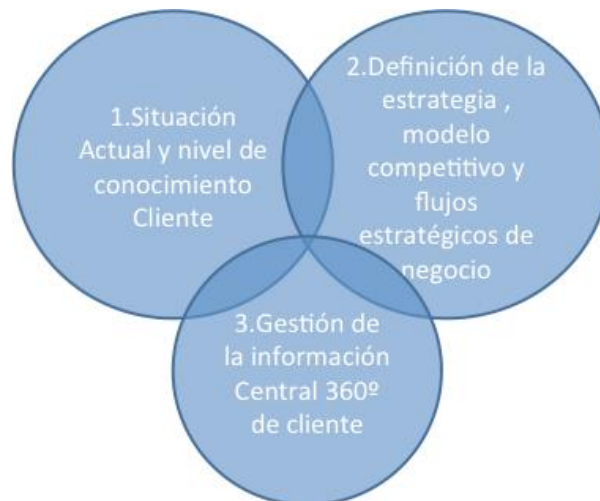 1.Situación
Actual y nivel de
conocimiento
Cliente
2.Definición de la
estrategia ,
modelo
competitivo y
flujos
estratégicos de
negocio
3.Gestión de
la información
Central 360º
de cliente